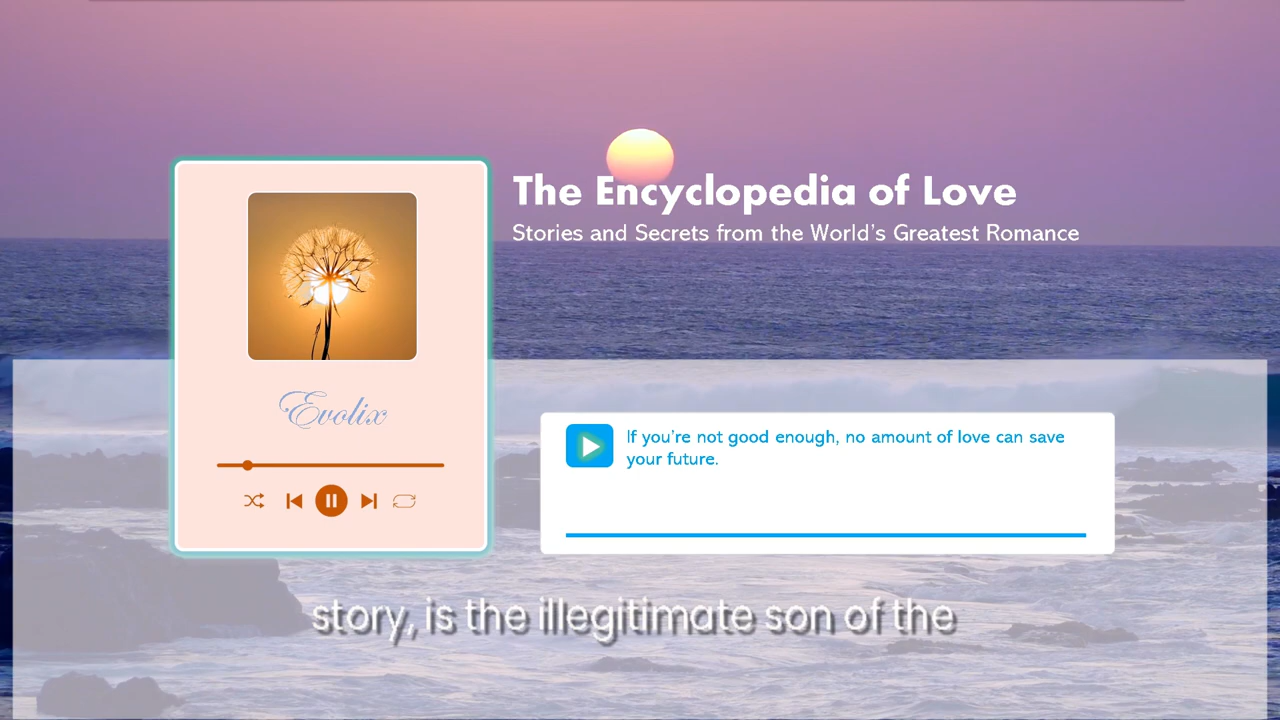 The Encyclopedia of Love
Stories and Secrets from the World's Greatest Romance
Evolix
If you're not good enough, no amount of love can save
your future.
story, is the illegitimate son of the